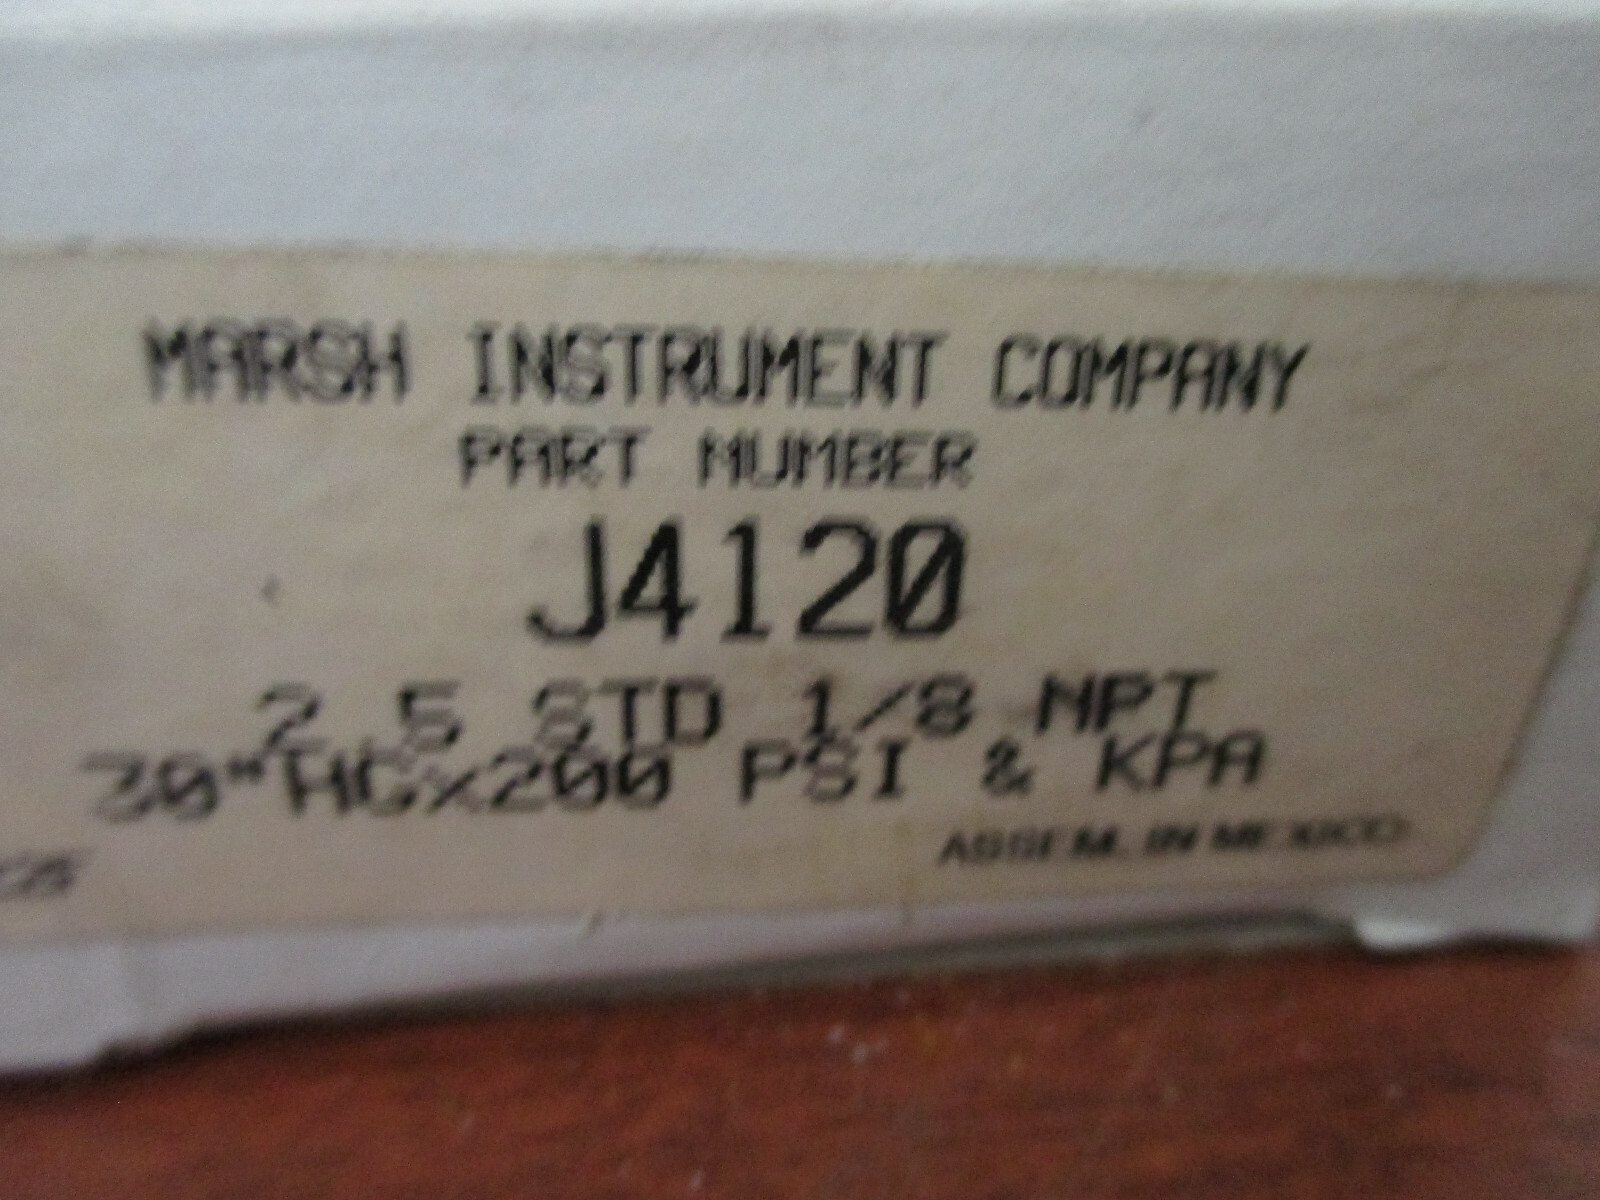 MARSH INSTRUMENT COMPANY
PART NUMBER
J4120
2 5 STD 1/8 NPT
30"HGx200 PSI & KPA
ASSEM. IN MEXICO